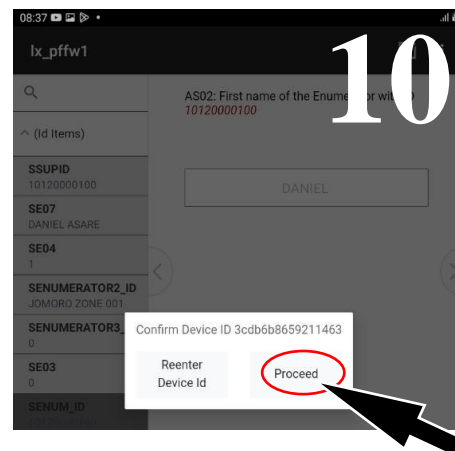 08:37
10
lx_pffw1
AS02: First name of the Enumerator with ID
10120000100
(Id Items)
SSUPID
10120000100
DANIEL
SE07
DANIEL ASARE
SE04
1
SENUMERATOR2_ID
JOMORO ZONE 001
SENUMERATOR3_
0
SE03
0
SENUM_ID
Confirm Device ID 3cdb6b8659211463
Reenter
Device Id
Proceed